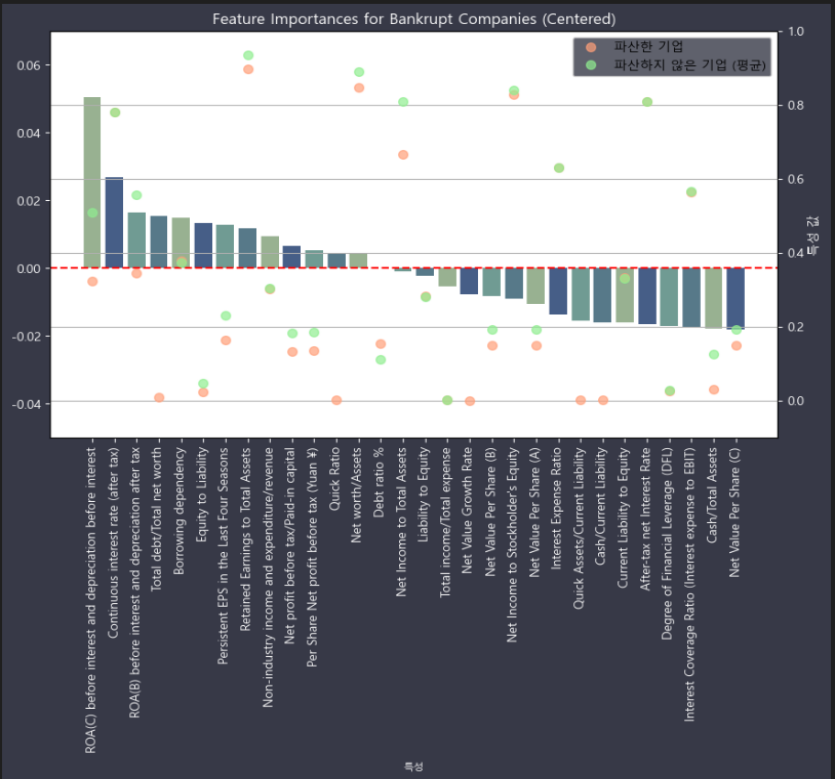 Feature Importances for Bankrupt Companies (Centered)
파산한 기업
파산하지 않은 기업 (평균)
0.06
0.04
0.02
0.00
-0.02
-0.04
1.0
0.8
0.6
0.4
0.2
0.0
특성 값
ROA(C) before interest and depreciation before interest
Continuous interest rate (after tax)
ROA(B) before interest and depreciation after tax
Total debt/Total net worth
Borrowing dependency
Equity to Liability
Persistent EPS in the Last Four Seasons
Retained Earnings to Total Assets
Non-industry income and expenditure/revenue
Net profit before tax/Paid-in capital
Per Share Net profit before tax (Yuan ¥)
Quick Ratio
Net worth/Assets
Debt ratio %
Net Income to Total Assets
Liability to Equity
Total income/Total expense
Net Value Growth Rate
Net Value Per Share (B)
Net Income to Stockholder's Equity
Net Value Per Share (A)
Interest Expense Ratio
Quick Assets/Current Liability
Cash/Current Liability
Current Liability to Equity
After-tax net Interest Rate
Degree of Financial Leverage (DFL)
Interest Coverage Ratio (Interest expense to EBIT)
Cash/Total Assets
Net Value Per Share (C)
특성